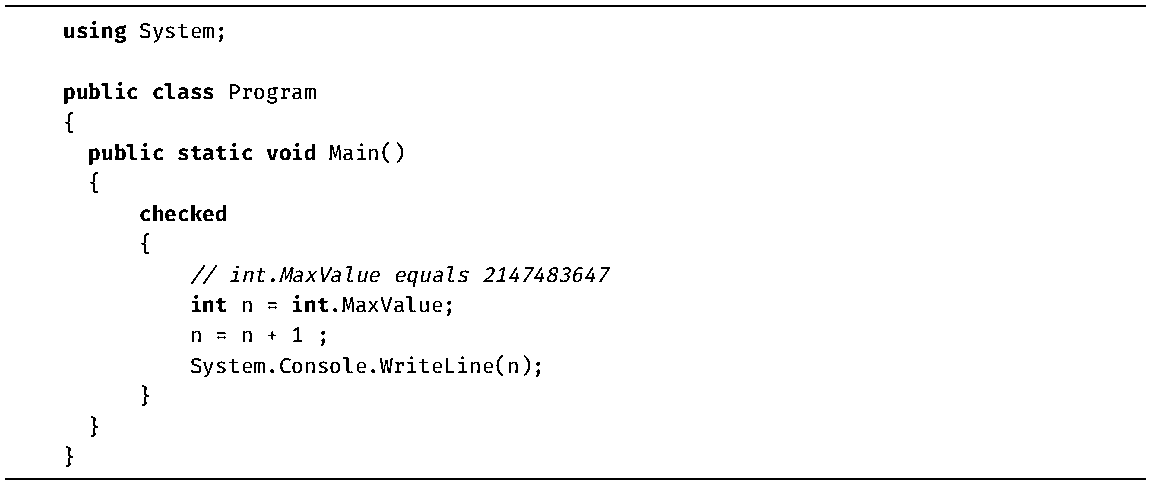 using System;
public class Program
{
public static void Main()
{
checked
{
// int.MaxValue equals 2147483647
int n = int.MaxValue;
n = n + 1 ;
System.Console.WriteLine(n);
}
}
}